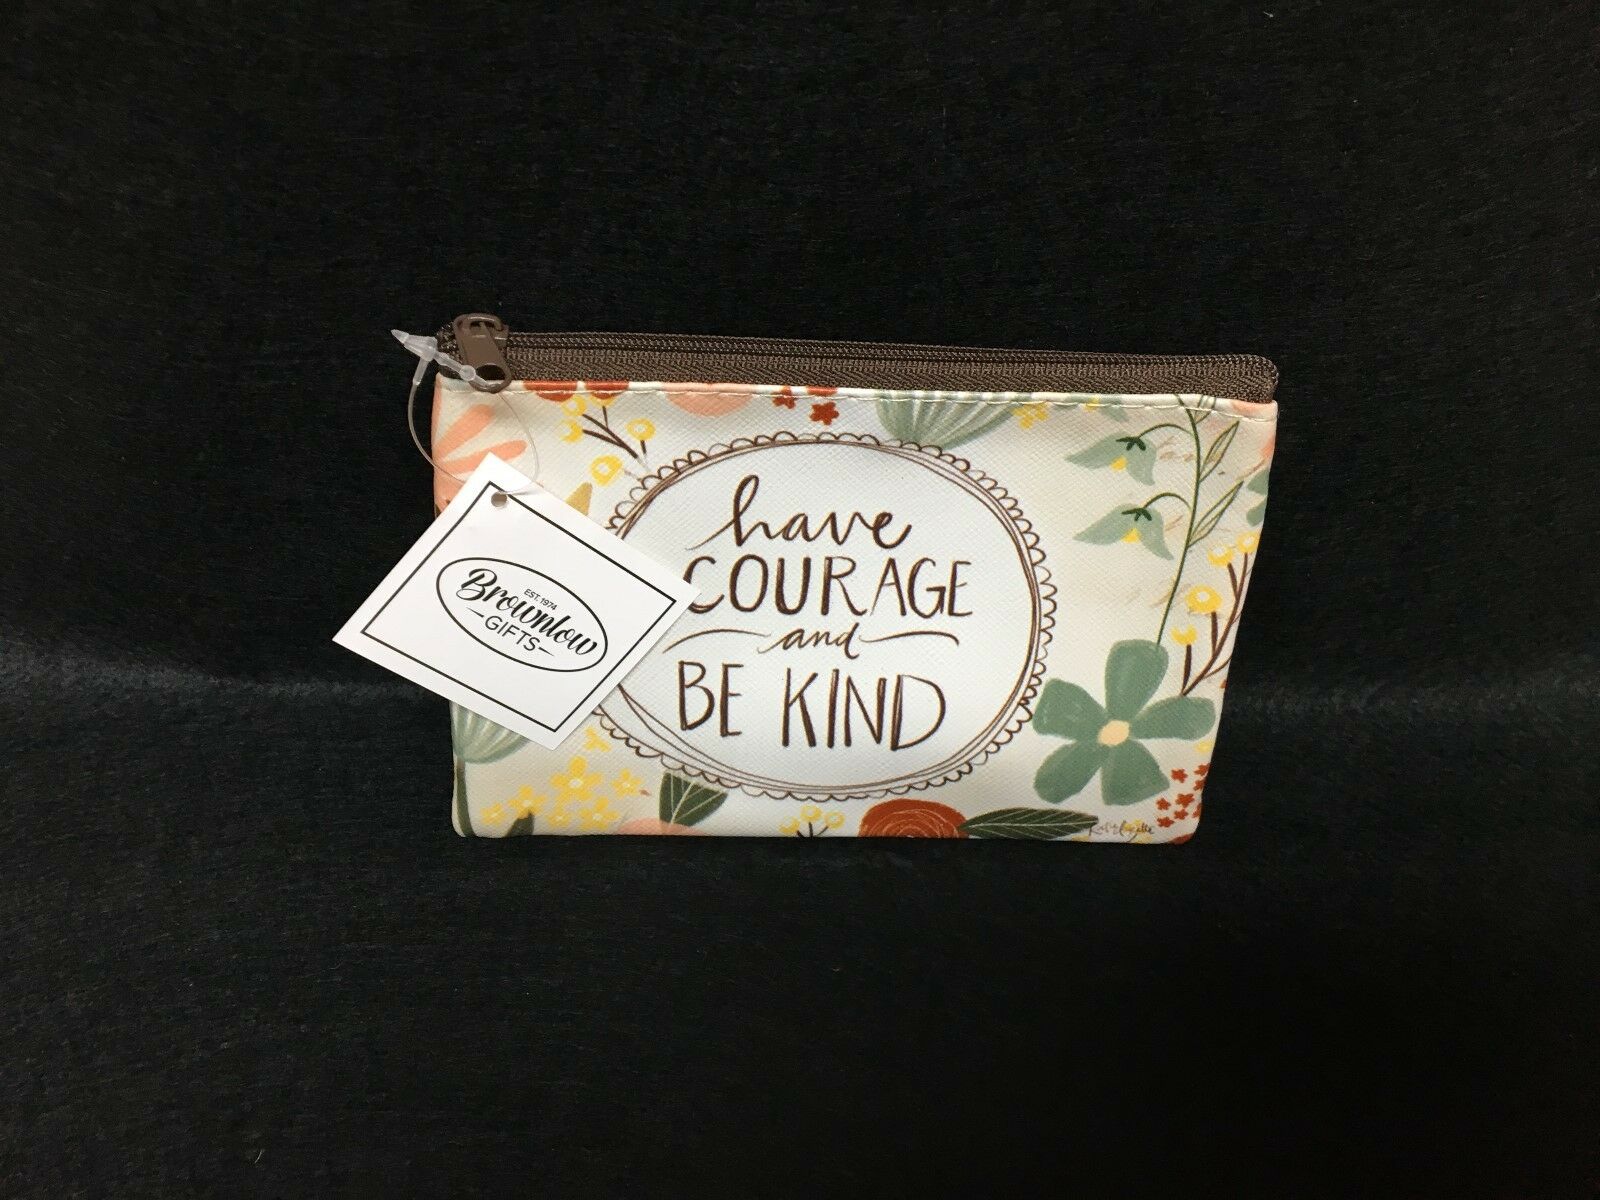 have
COURAGE
and
BE KIND
EST. 1974
Brownlow
GIFTS